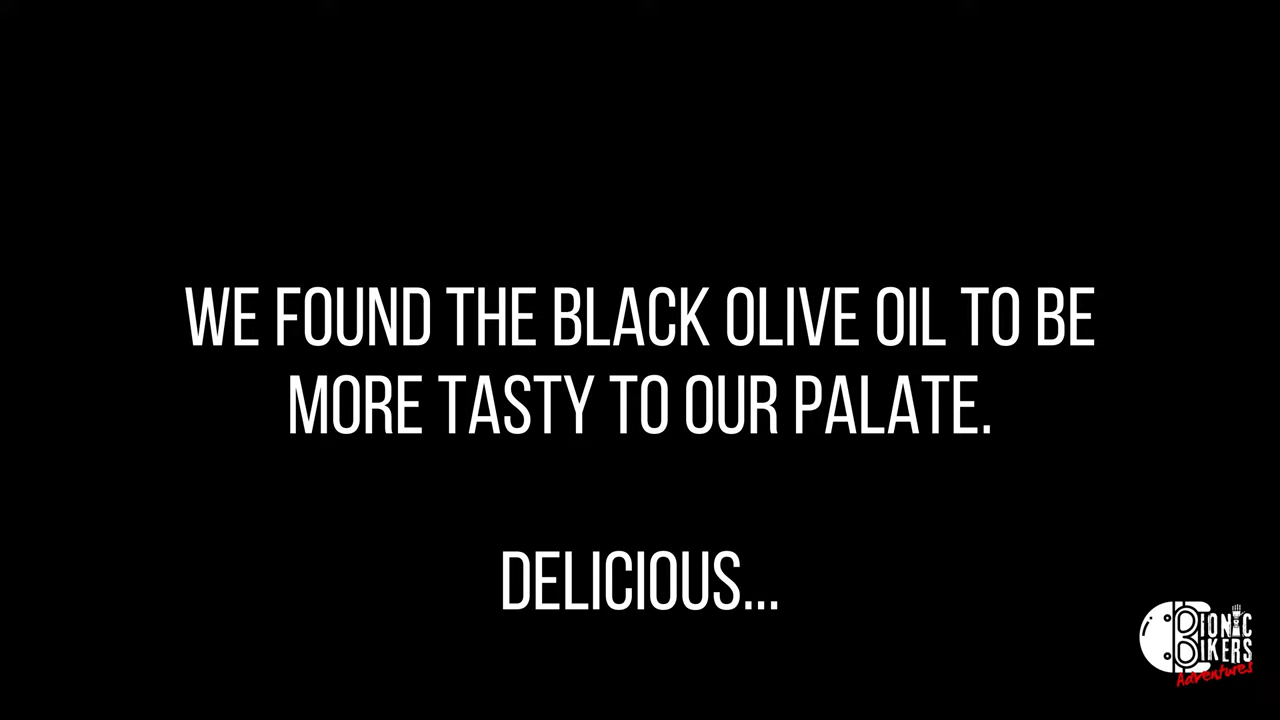 WE FOUND THE BLACK OLIVE OIL TO BE
MORE TASTY TO OUR PALATE.
DELICIOUS...
BIONIC
BIKERS
Adventures